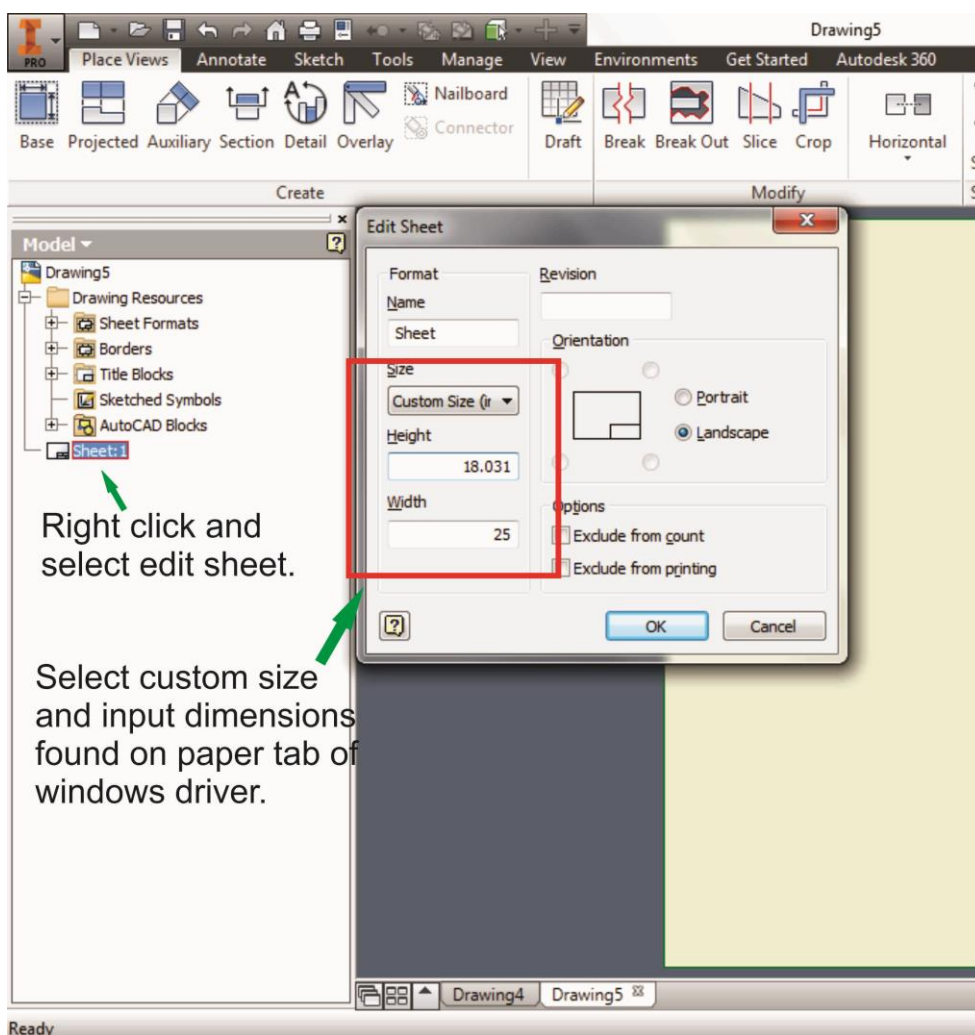 Drawing5
PRO
Place Views Annotate Sketch Tools Manage View Environments Get Started Autodesk 360
Nailboard
Connector
Base Projected Auxiliary Section Detail Overlay Draft Break Break Out Slice Crop Horizontal
Create Modify
Model
Drawing5
Drawing Resources
Sheet Formats
Borders
Title Blocks
Sketched Symbols
AutoCAD Blocks
Sheet:1
Right click and
select edit sheet.
Select custom size
and input dimensions
found on paper tab of
windows driver.
Edit Sheet
Format
Name
Sheet
Size
Custom Size (ir
Height
18.031
Width
25
Revision
Orientation
Portrait
Landscape
Options
Exclude from count
Exclude from printing
OK Cancel
Drawing4 Drawing5
Ready